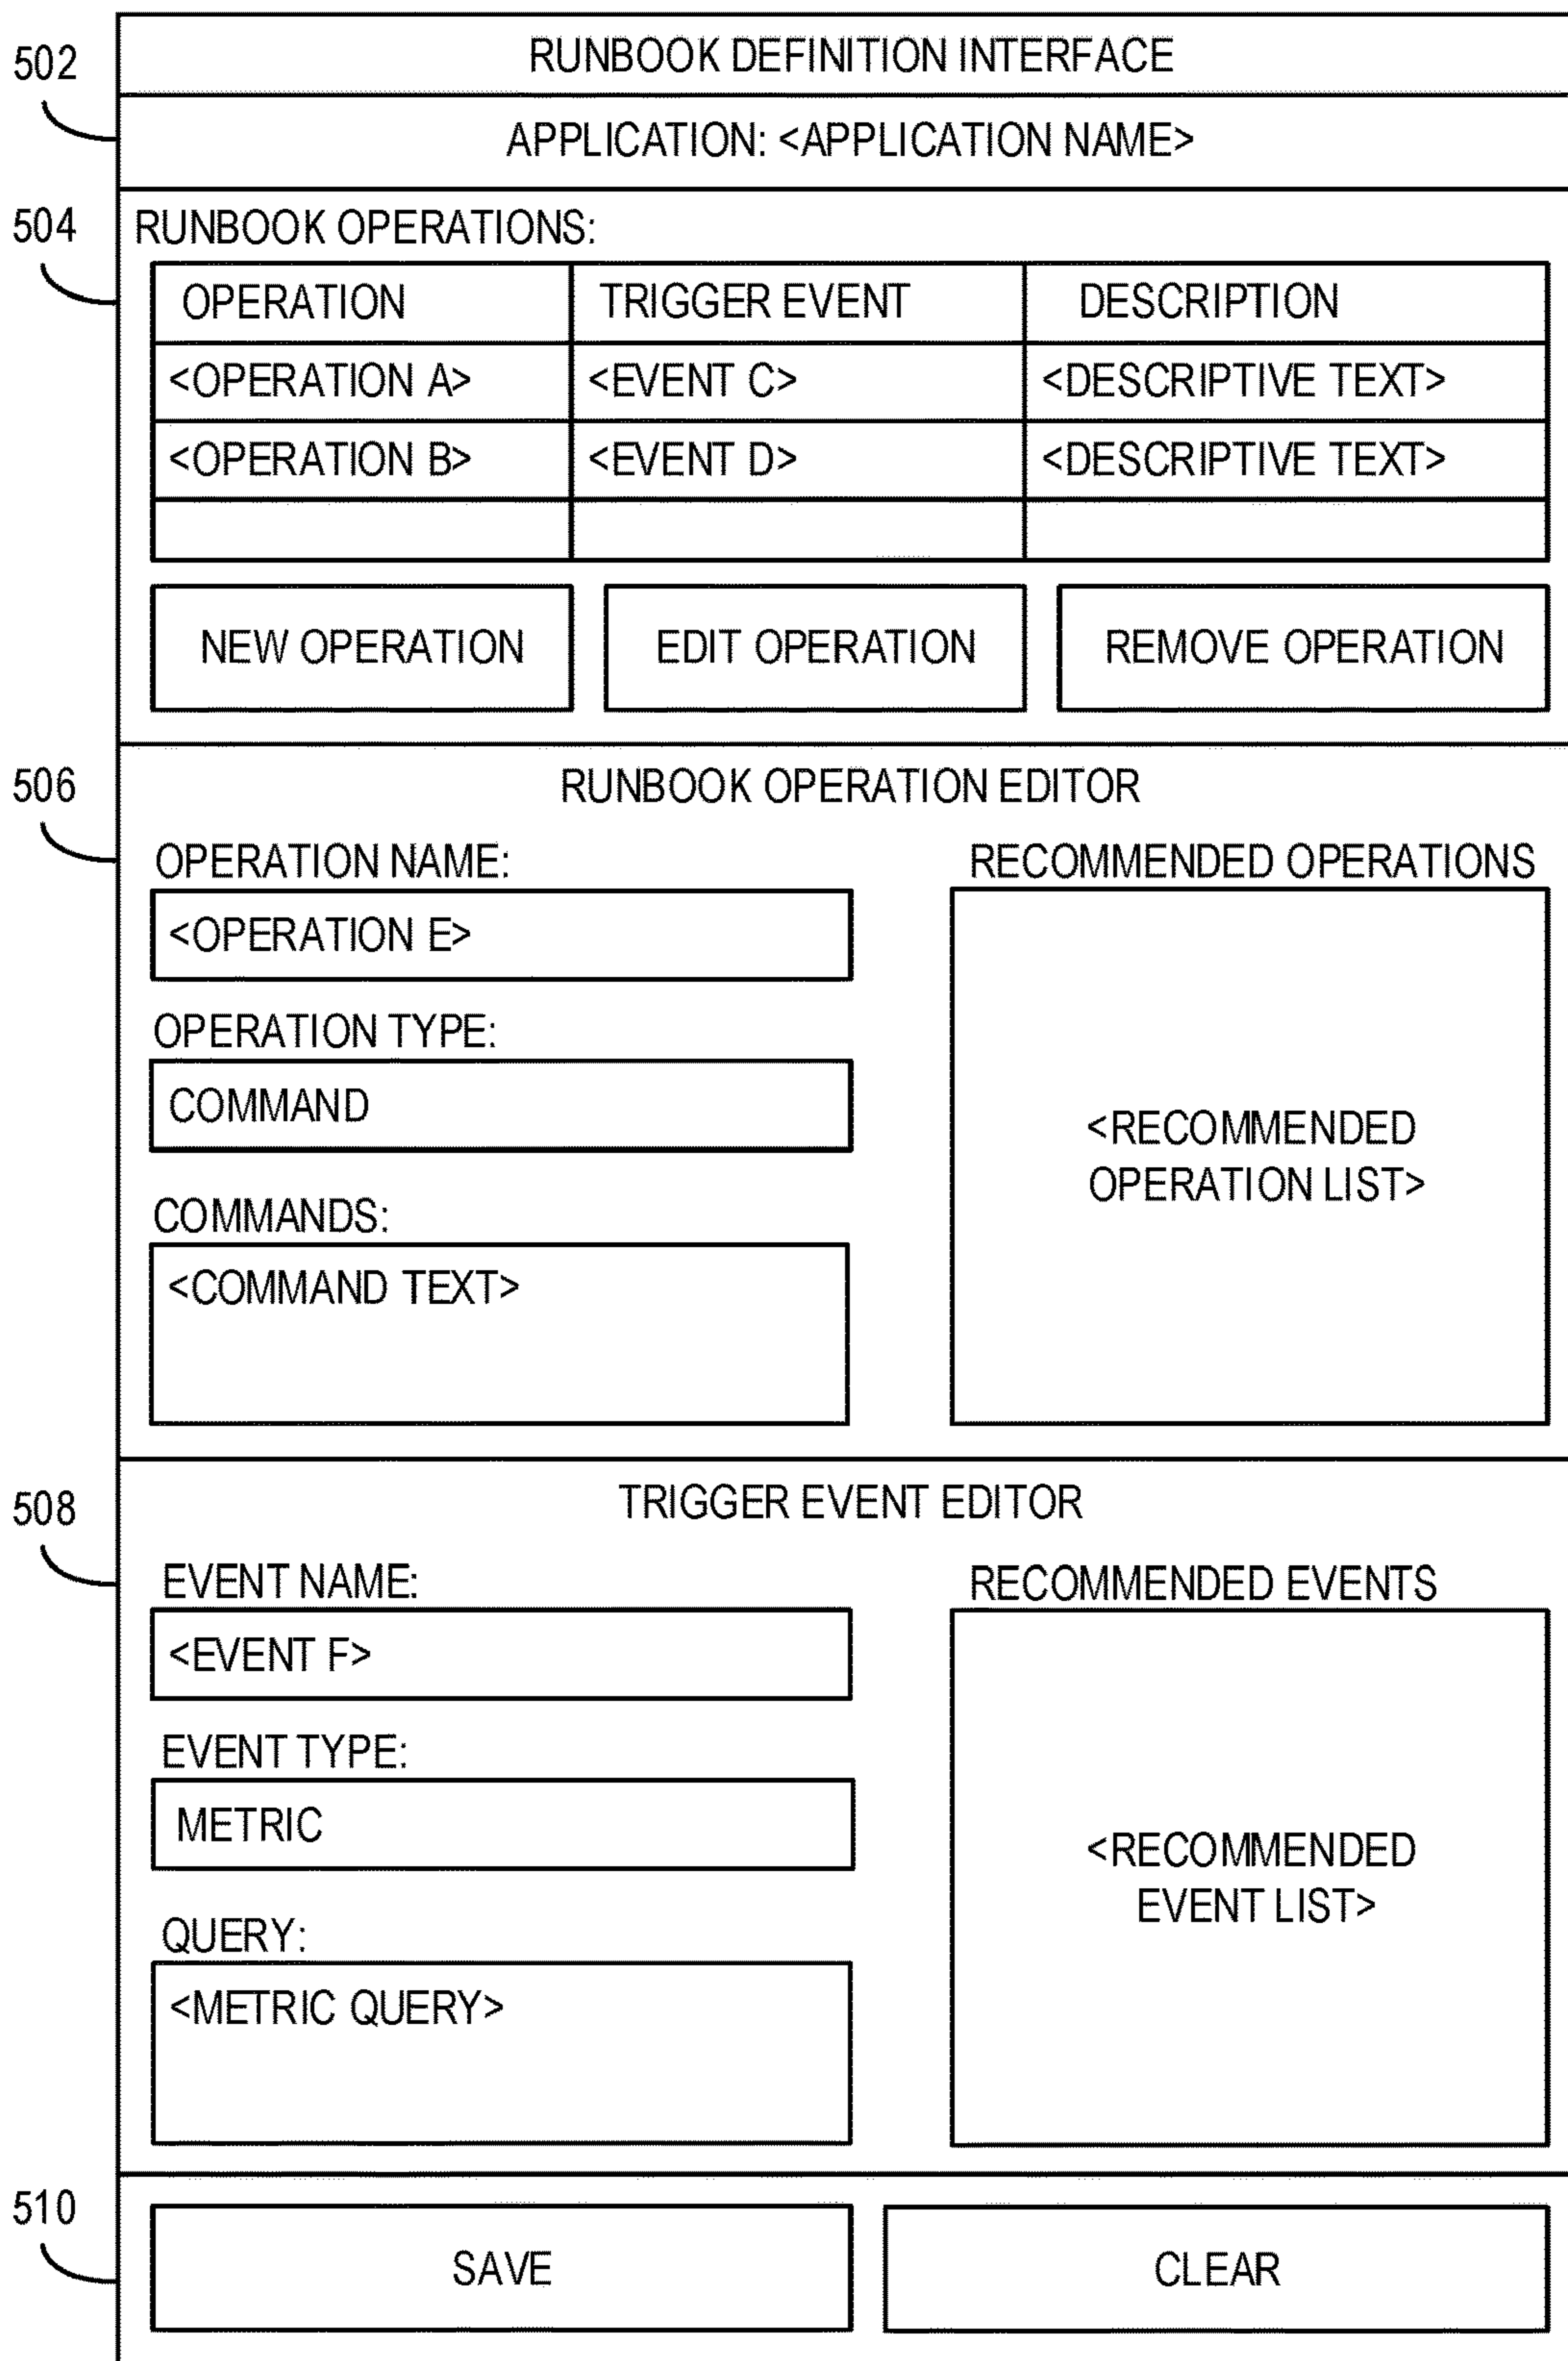 RUNBOOK DEFINITION INTERFACE
502
APPLICATION: <APPLICATION NAME>
504
RUNBOOK OPERATIONS:
OPERATION TRIGGER EVENT DESCRIPTION
<OPERATION A> <EVENT C> <DESCRIPTIVE TEXT>
<OPERATION B> <EVENT D> <DESCRIPTIVE TEXT>
NEW OPERATION EDIT OPERATION REMOVE OPERATION
506
RUNBOOK OPERATION EDITOR
OPERATION NAME:
<OPERATION E>
OPERATION TYPE:
COMMAND
COMMANDS:
<COMMAND TEXT>
RECOMMENDED OPERATIONS
<RECOMMENDED
OPERATION LIST>
508
TRIGGER EVENT EDITOR
EVENT NAME:
<EVENT F>
EVENT TYPE:
METRIC
QUERY:
<METRIC QUERY>
RECOMMENDED EVENTS
<RECOMMENDED
EVENT LIST>
510
SAVE CLEAR